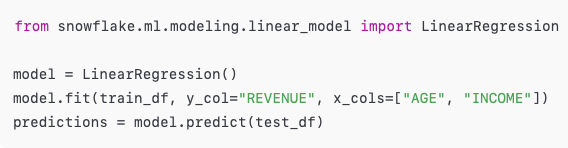 from snowflake.ml.modeling.linear_model import LinearRegression
model = LinearRegression()
model.fit(train_df, y_col="REVENUE", x_cols=["AGE", "INCOME"])
predictions = model.predict(test_df)